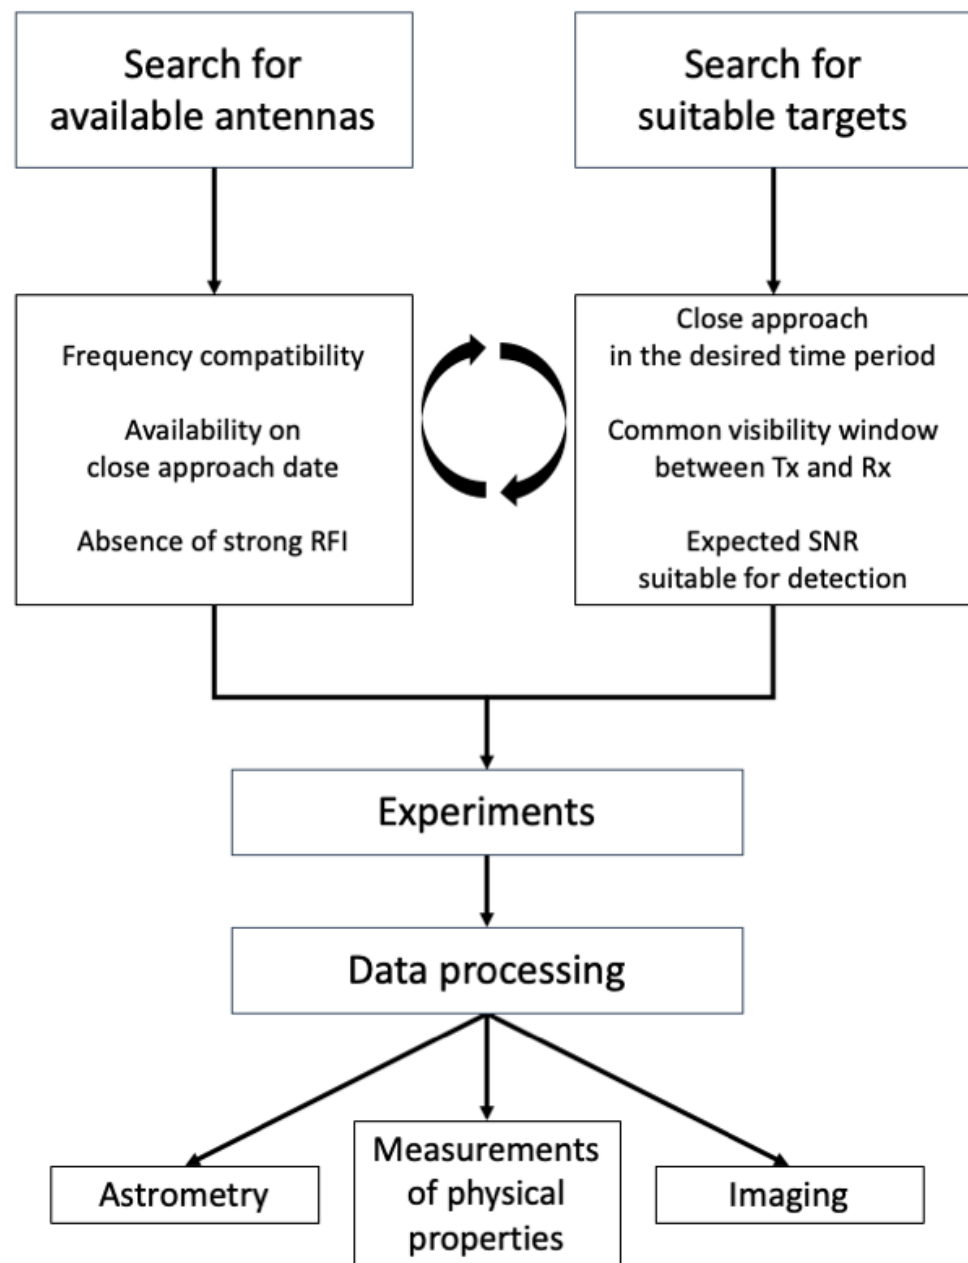 Search for
available antennas
Search for
suitable targets
Frequency compatibility
Availability on
close approach date
Absence of strong RFI
Close approach
in the desired time period
Common visibility window
between Tx and Rx
Expected SNR
suitable for detection
Experiments
Data processing
Astrometry
Measurements
of physical
properties
Imaging